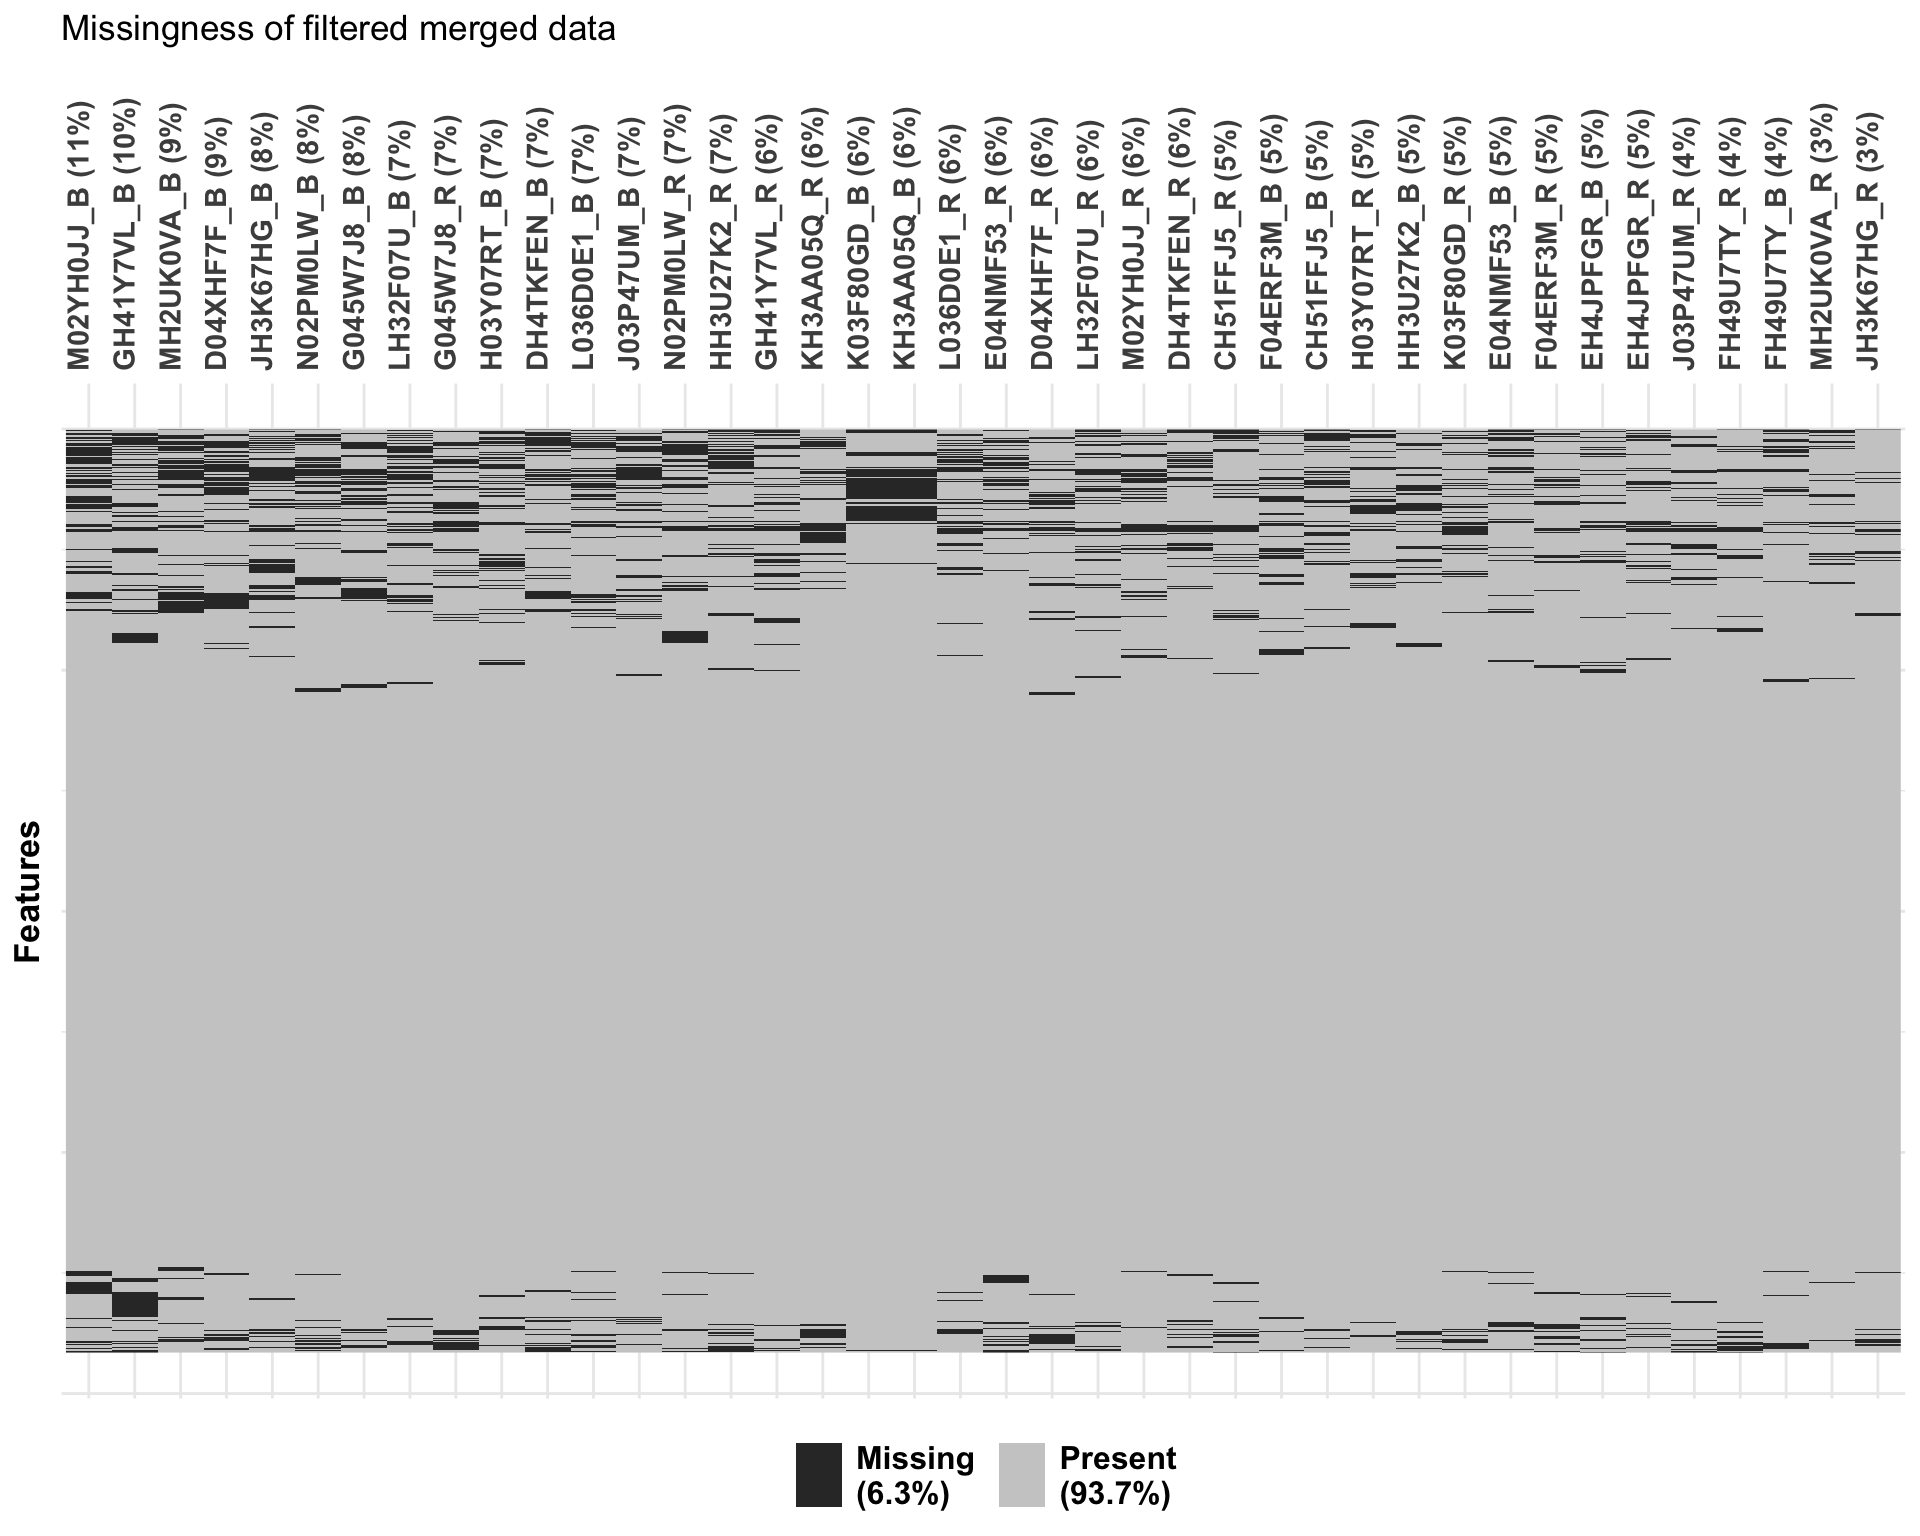 Missingness of filtered merged data
M02YH0JJ_B (11%)
GH41Y7VL_B (10%)
MH2UK0VA_B (9%)
D04XHF7F_B (9%)
JH3K67HG_B (8%)
N02PM0LW_B (8%)
G045W7J8_B (8%)
LH32F07U_B (7%)
G045W7J8_R (7%)
H03Y07RT_B (7%)
DH4TKFEN_B (7%)
L036D0E1_B (7%)
J03P47UM_B (7%)
N02PM0LW_R (7%)
HH3U27K2_R (7%)
GH41Y7VL_R (6%)
KH3AA05Q_R (6%)
K03F80GD_B (6%)
KH3AA05Q_B (6%)
L036D0E1_R (6%)
E04NMF53_R (6%)
D04XHF7F_R (6%)
LH32F07U_R (6%)
M02YH0JJ_R (6%)
DH4TKFEN_R (6%)
CH51FFJ5_R (5%)
F04ERF3M_B (5%)
CH51FFJ5_B (5%)
H03Y07RT_R (5%)
HH3U27K2_B (5%)
K03F80GD_R (5%)
E04NMF53_B (5%)
F04ERF3M_R (5%)
EH4JPFGR_B (5%)
EH4JPFGR_R (5%)
J03P47UM_R (4%)
FH49U7TY_R (4%)
FH49U7TY_B (4%)
MH2UK0VA_R (3%)
JH3K67HG_R (3%)
Features
Missing
(6.3%)
Present
(93.7%)